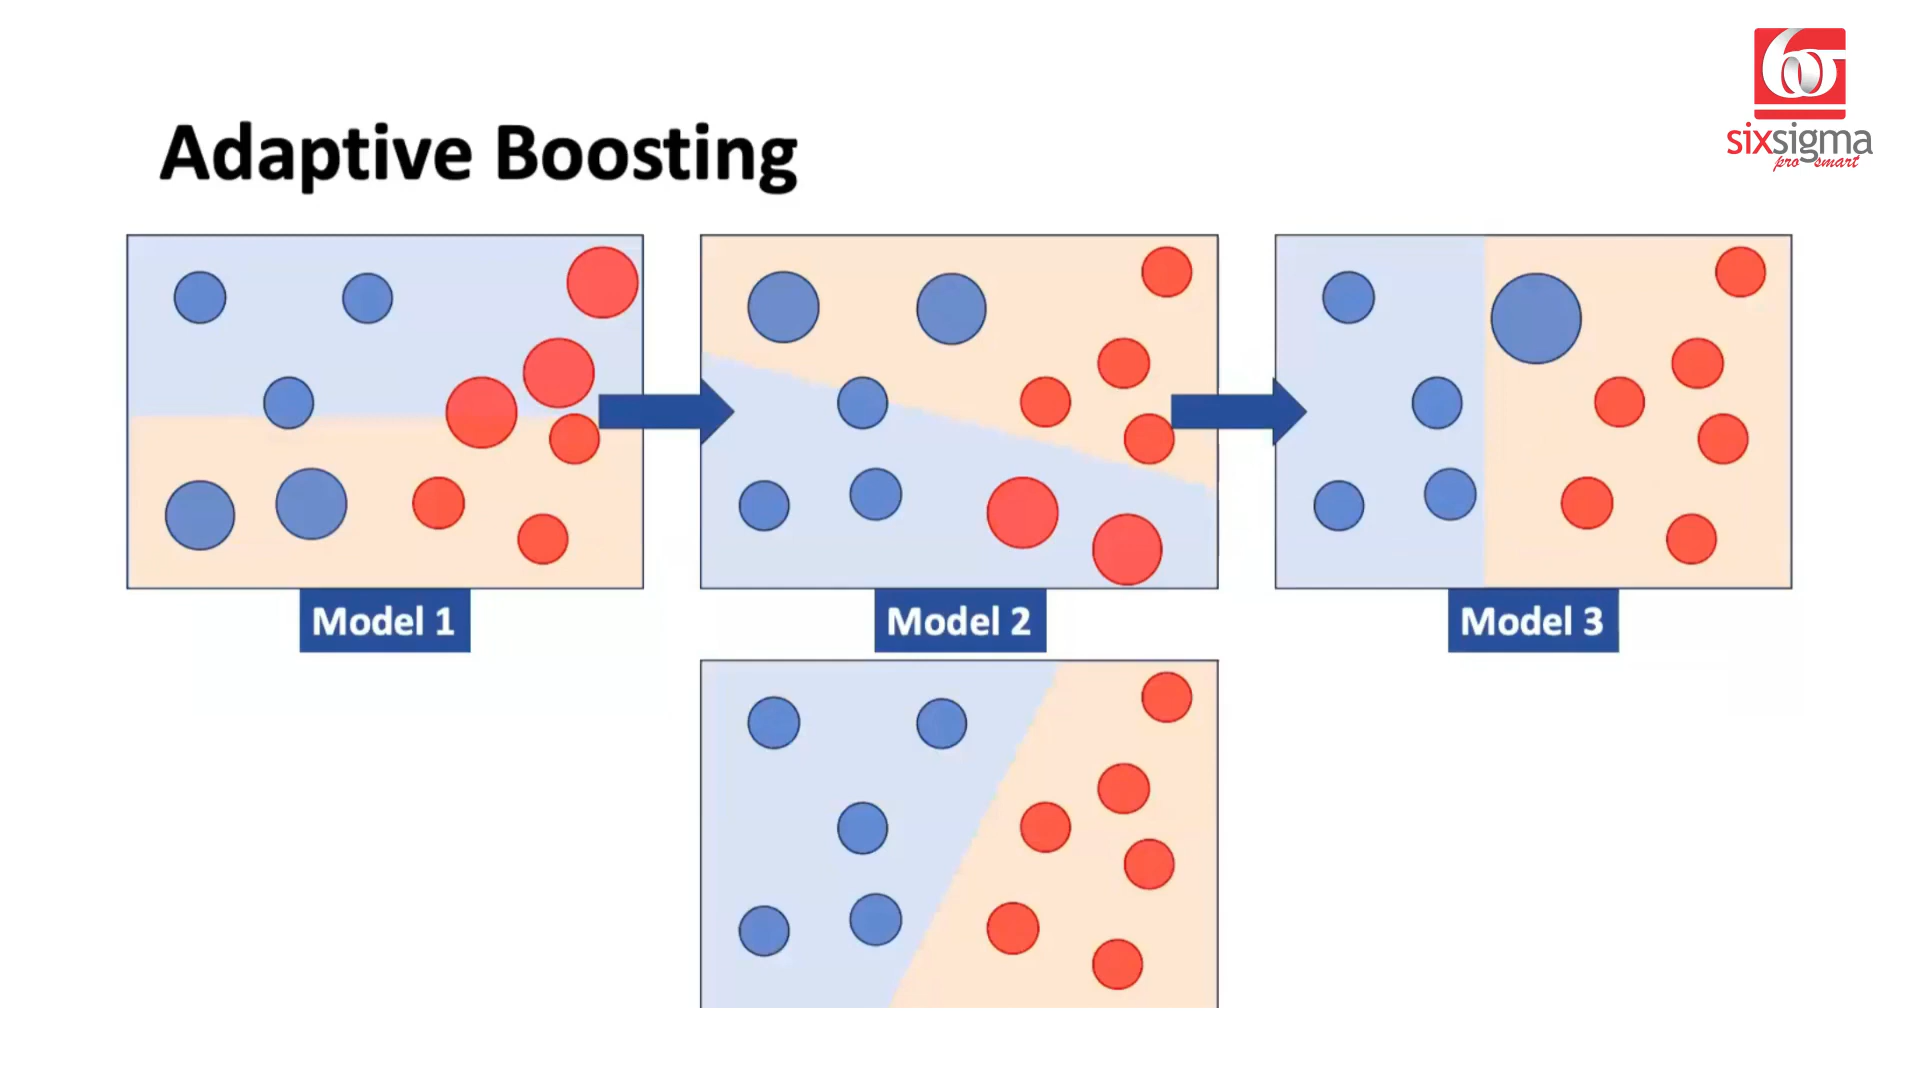 sixsigma
pro smart
Adaptive Boosting
Model 1
Model 2
Model 3